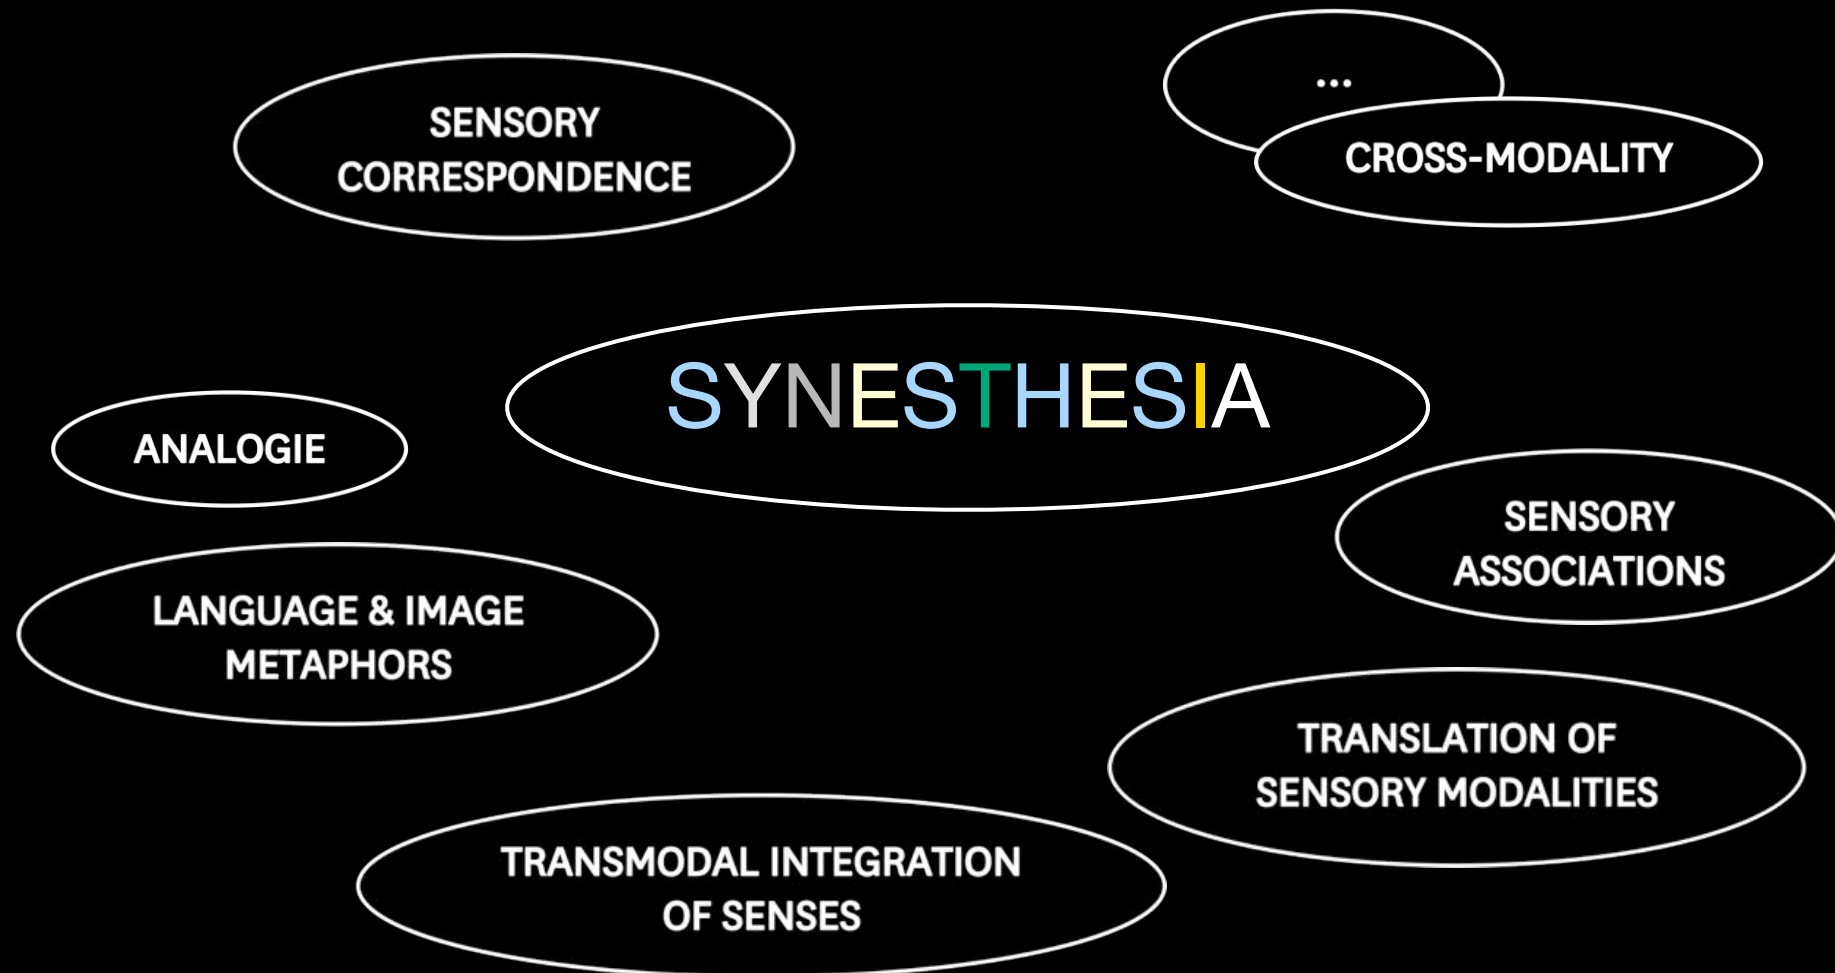 SENSORY
CORRESPONDENCE
...
CROSS-MODALITY
SYNESTHESIA
ANALOGIE
SENSORY
ASSOCIATIONS
LANGUAGE & IMAGE
METAPHORS
TRANSLATION OF
SENSORY MODALITIES
TRANSMODAL INTEGRATION
OF SENSES